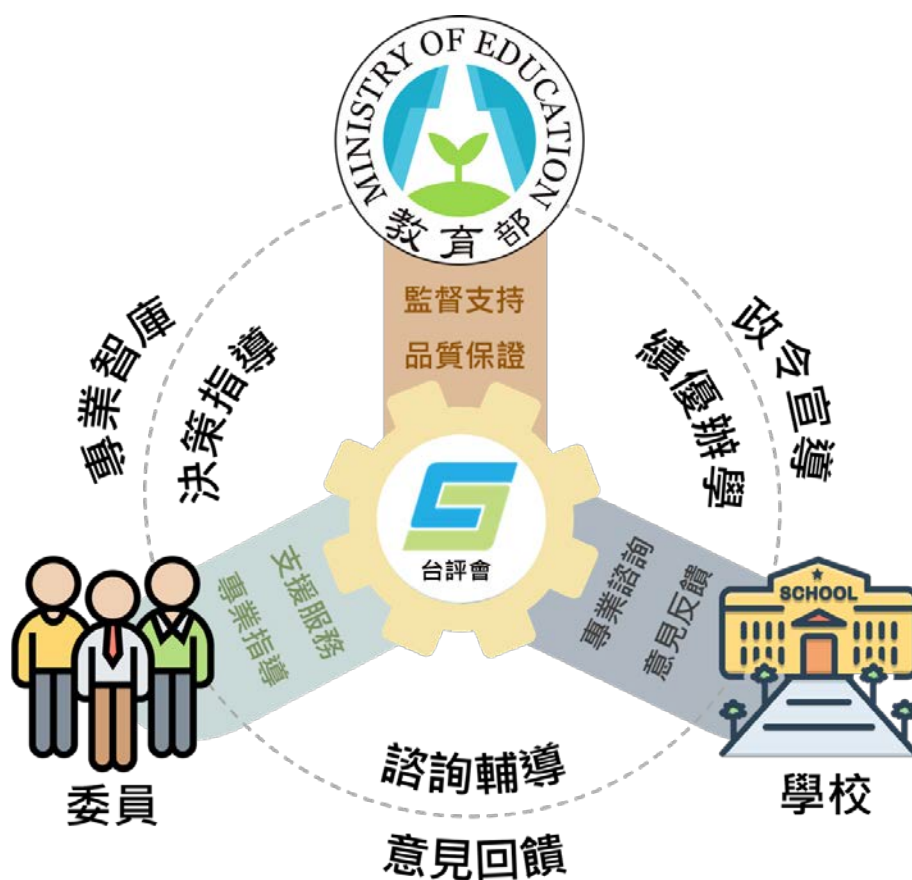 MINISTRY OF EDUCATION
教育部
監督支持
品質保證
專業智庫
決策指導
政令宣導
績優辦學
台評會
支援服務
專業指導
專業諮詢
意見反饋
SCHOOL
委員
學校
諮詢輔導
意見回饋